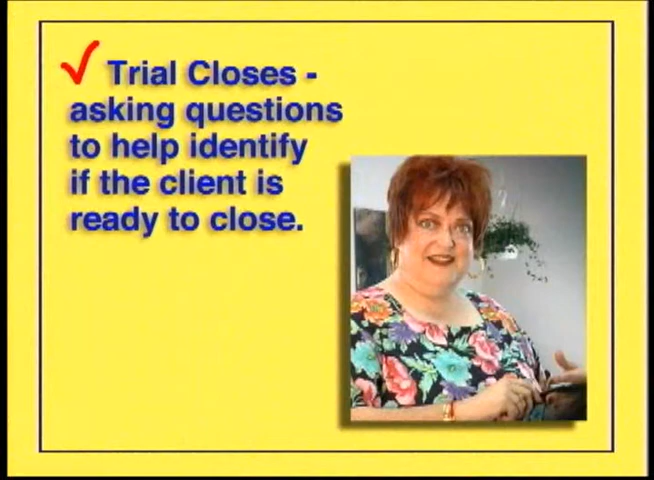 Trial Closes -
asking questions
to help identify
if the client is
ready to close.